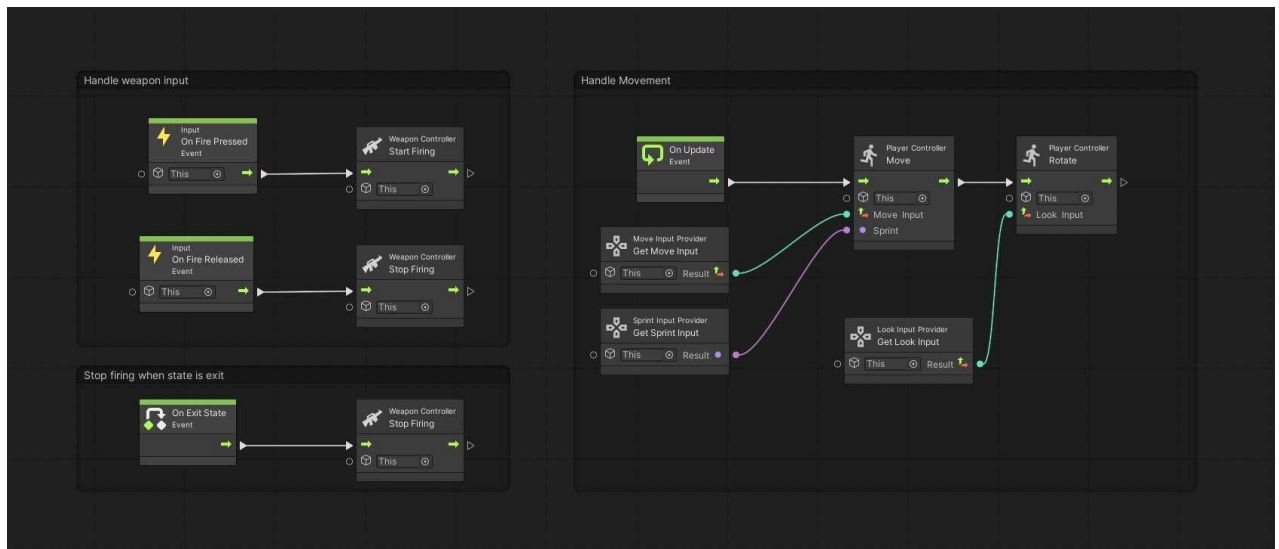 Handle weapon input
Input
On Fire Pressed
Event
This
Weapon Controller
Start Firing
This
Input
On Fire Released
Event
This
Weapon Controller
Stop Firing
This
Stop firing when state is exit
On Exit State
Event
Weapon Controller
Stop Firing
This
Handle Movement
On Update
Event
Player Controller
Move
This
Move Input
Sprint
Player Controller
Rotate
This
Look Input
Move Input Provider
Get Move Input
This Result
Sprint Input Provider
Get Sprint Input
This Result
Look Input Provider
Get Look Input
This Result